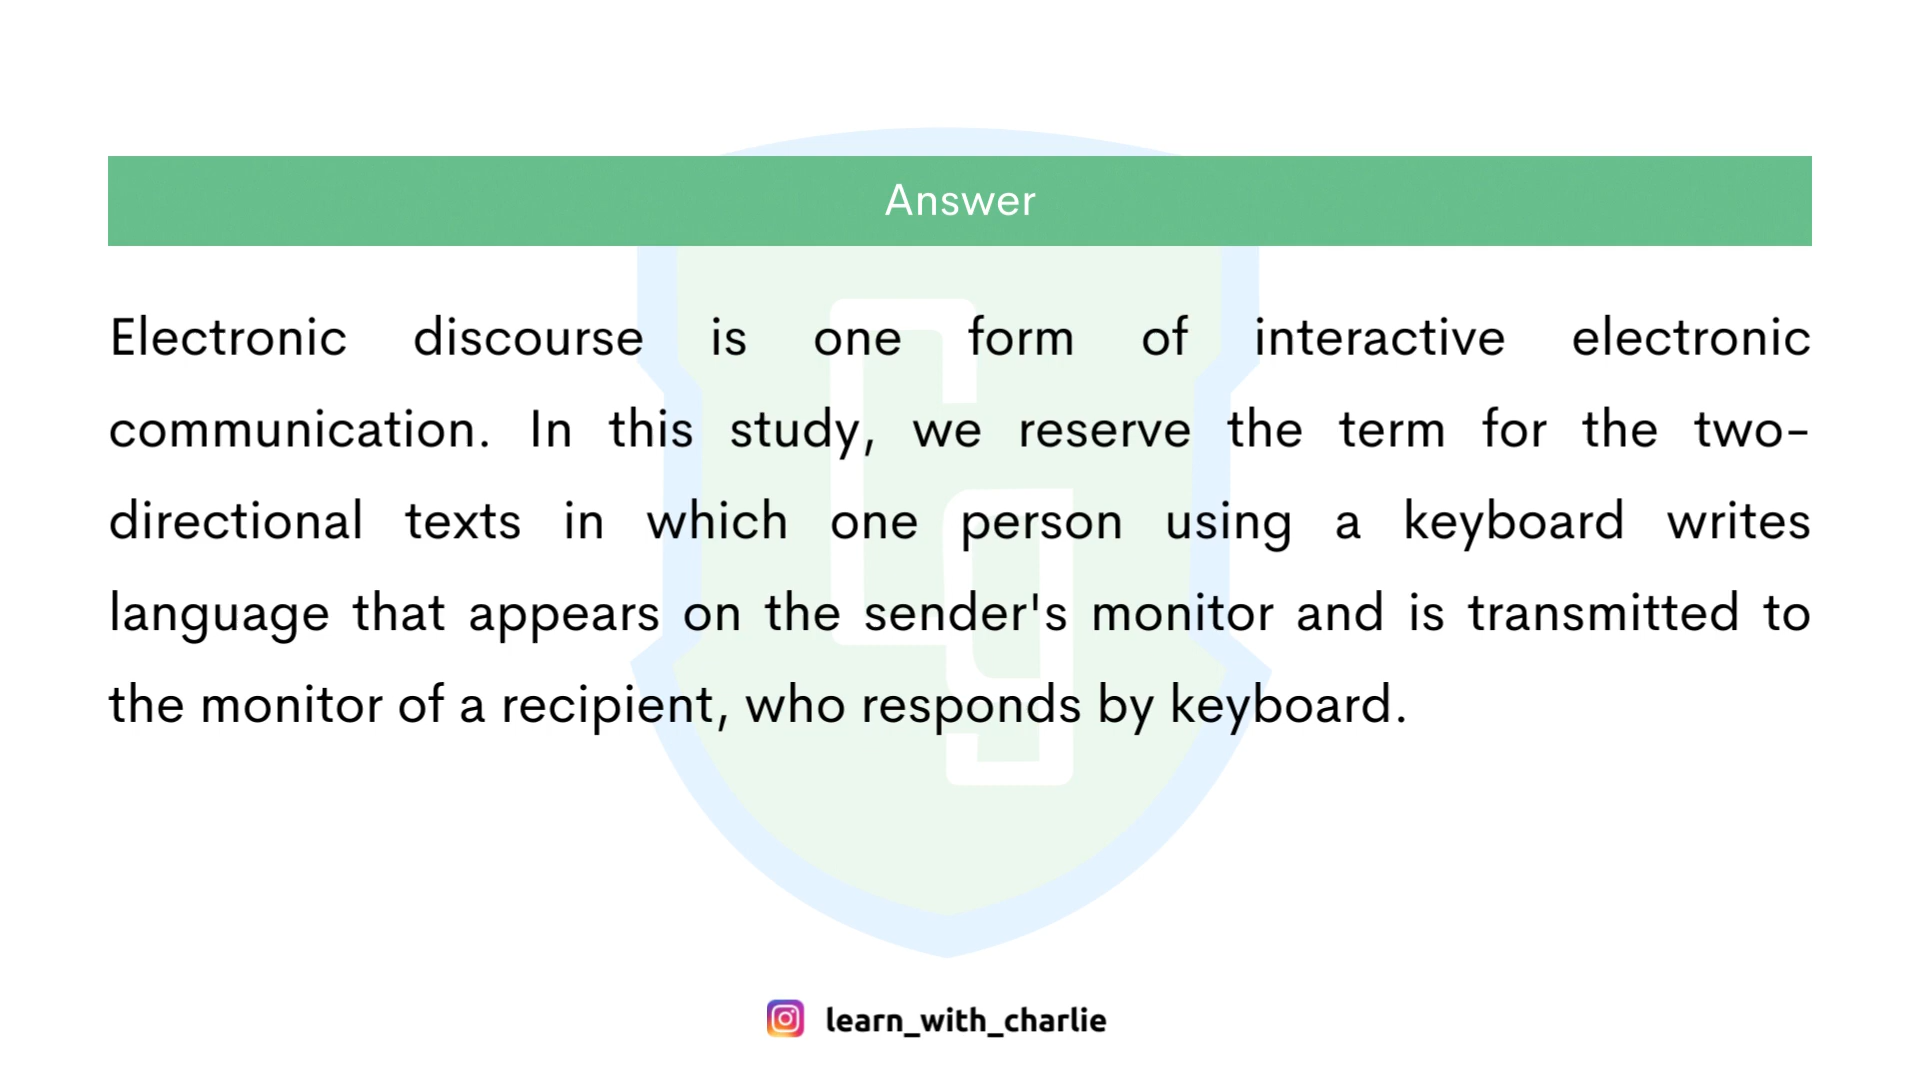 Answer
Electronic discourse is one form of interactive electronic
communication. In this study, we reserve the term for the two-
directional texts in which one person using a keyboard writes
language that appears on the sender's monitor and is transmitted to
the monitor of a recipient, who responds by keyboard.
learn_with_charlie